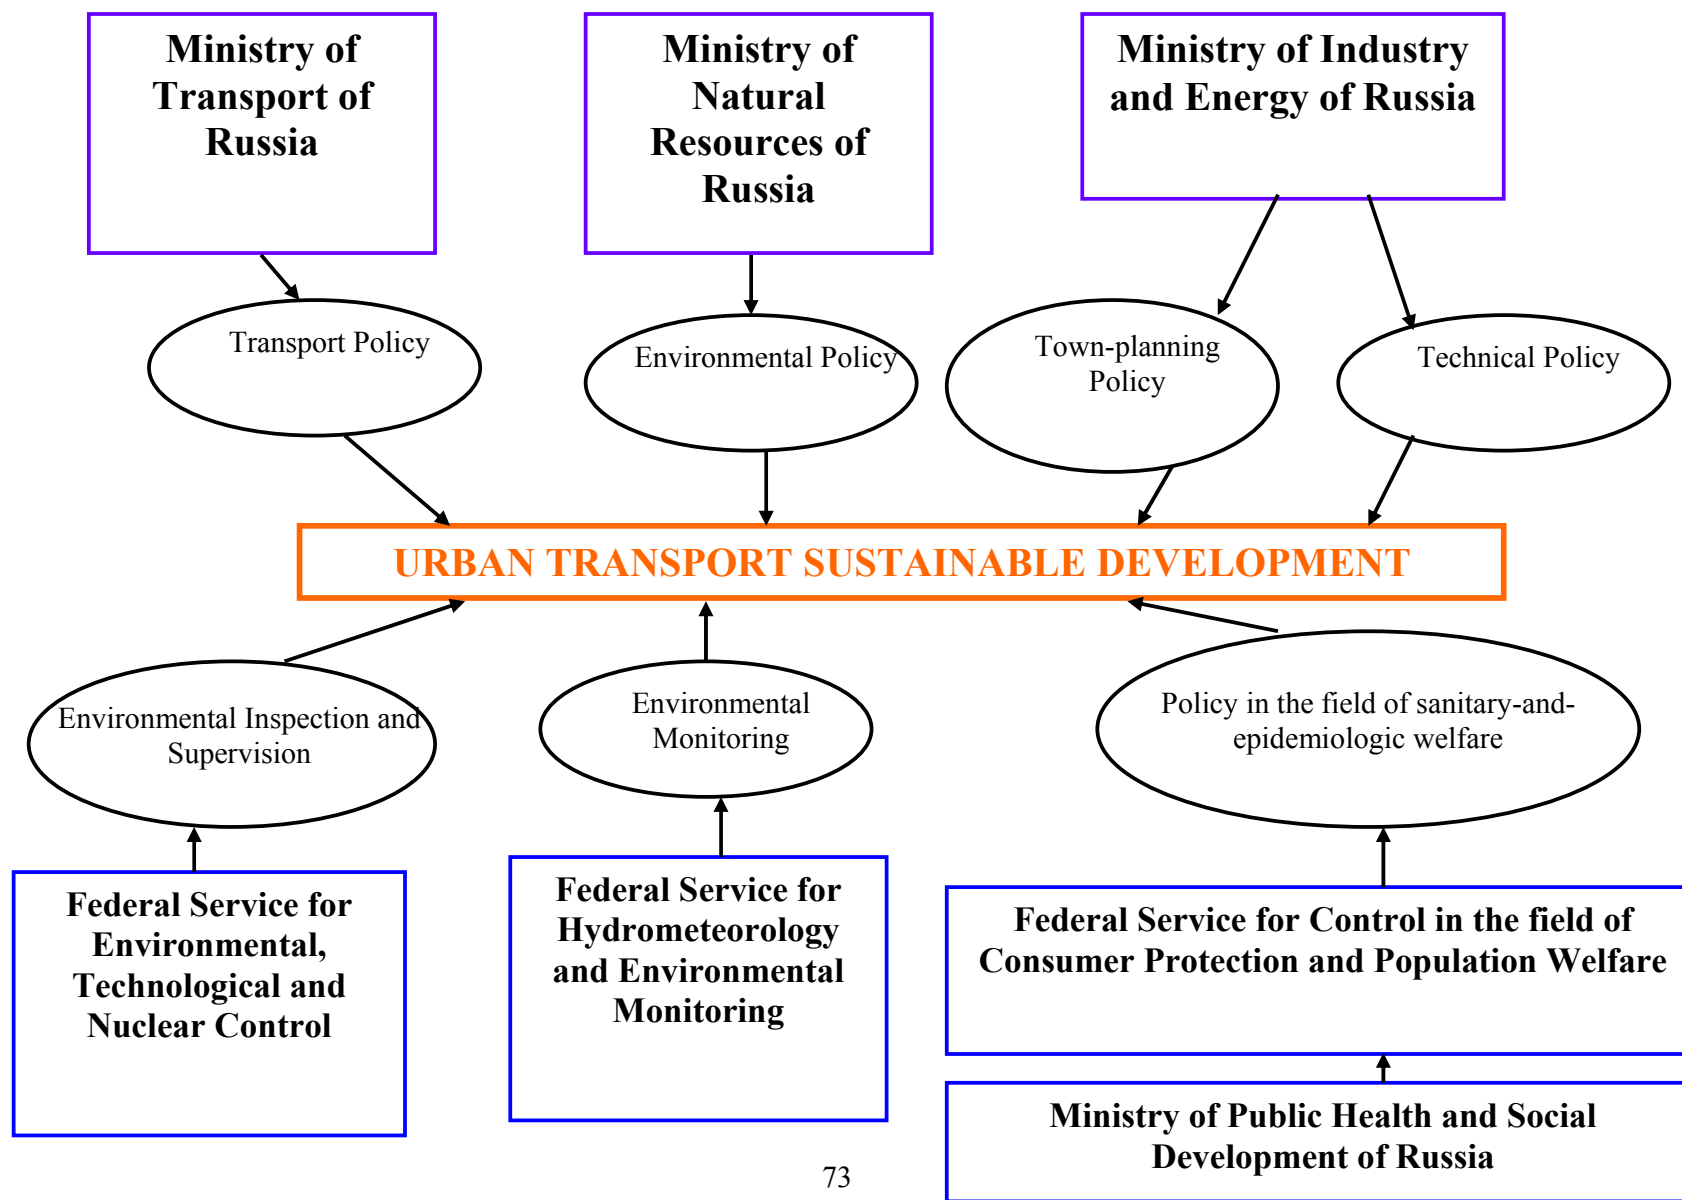 Ministry of
Transport of
Russia
Ministry of
Natural
Resources of
Russia
Ministry of Industry
and Energy of Russia
Transport Policy
Environmental Policy
Town-planning
Policy
Technical Policy
URBAN TRANSPORT SUSTAINABLE DEVELOPMENT
Environmental Inspection and
Supervision
Environmental
Monitoring
Policy in the field of sanitary-and-
epidemiologic welfare
Federal Service for
Environmental,
Technological and
Nuclear Control
Federal Service for
Hydrometeorology
and Environmental
Monitoring
Federal Service for Control in the field of
Consumer Protection and Population Welfare
Ministry of Public Health and Social
Development of Russia
73